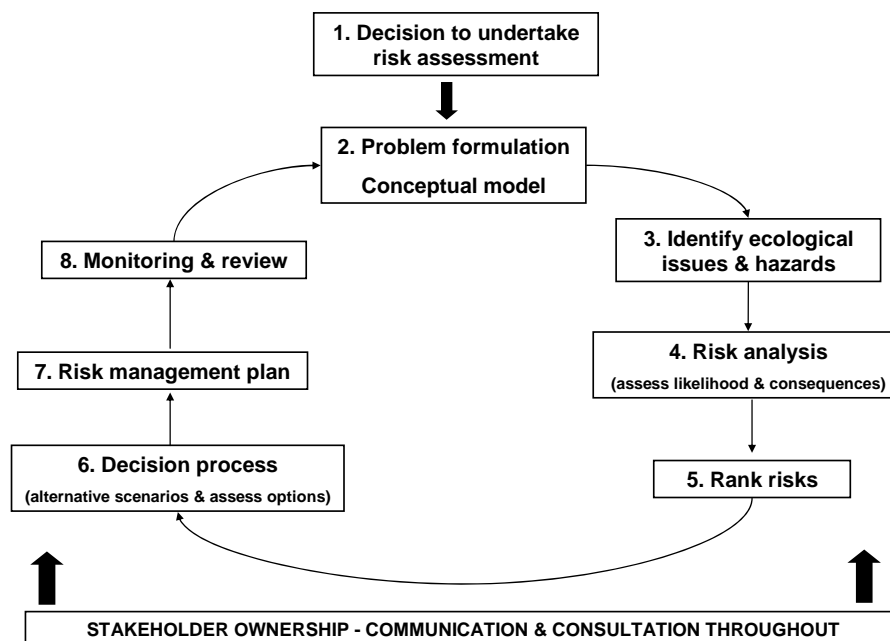 1. Decision to undertake
risk assessment
2. Problem formulation
Conceptual model
3. Identify ecological
issues & hazards
4. Risk analysis
(assess likelihood & consequences)
5. Rank risks
6. Decision process
(alternative scenarios & assess options)
7. Risk management plan
8. Monitoring & review
STAKEHOLDER OWNERSHIP - COMMUNICATION & CONSULTATION THROUGHOUT